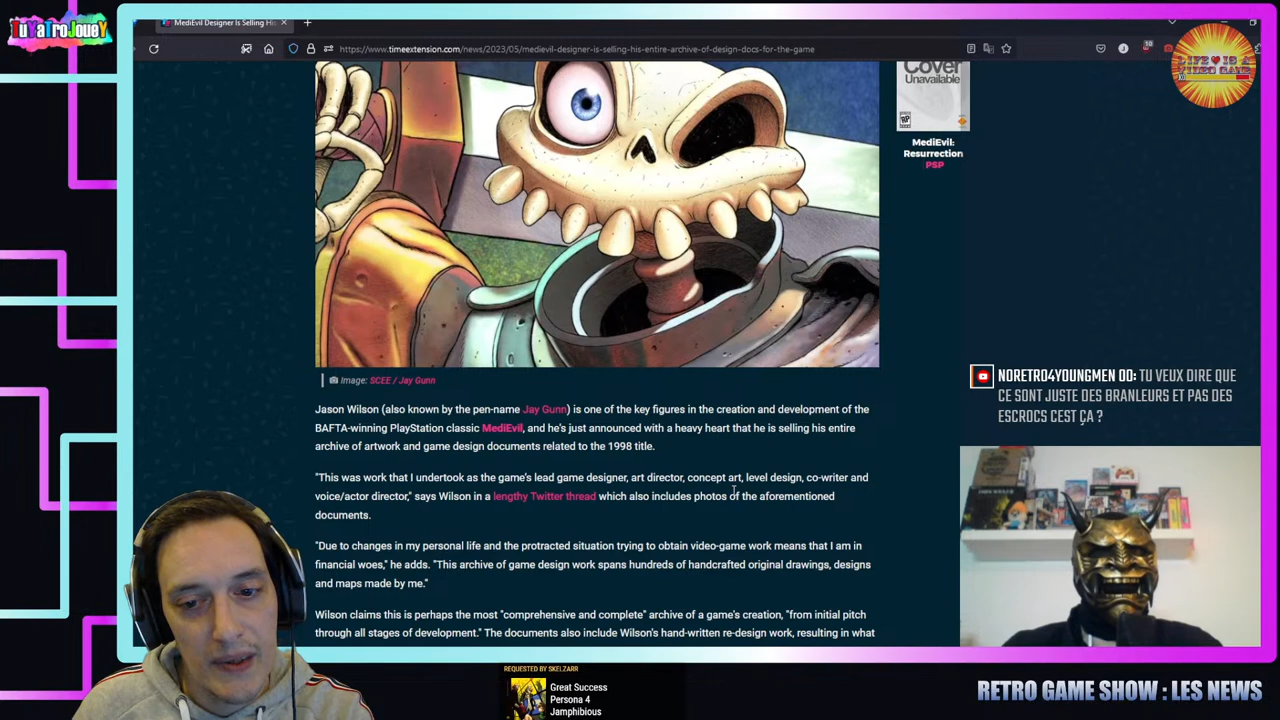 TuYaTroJoueY
MediEvil Designer Is Selling His
https://www.timeextension.com/news/2023/05/medievil-designer-is-selling-his-entire-archive-of-design-docs-for-the-game
10
LIFE IS A
VIDEO GAME
Cover
Unavailable
RP
MediEvil:
Resurrection
PSP
Image: SCEE / Jay Gunn
Jason Wilson (also known by the pen-name Jay Gunn) is one of the key figures in the creation and development of the
BAFTA-winning PlayStation classic MediEvil, and he's just announced with a heavy heart that he is selling his entire
archive of artwork and game design documents related to the 1998 title.
"This was work that I undertook as the game's lead game designer, art director, concept art, level design, co-writer and
voice/actor director," says Wilson in a lengthy Twitter thread which also includes photos of the aforementioned
documents.
"Due to changes in my personal life and the protracted situation trying to obtain video-game work means that I am in
financial woes," he adds. "This archive of game design work spans hundreds of handcrafted original drawings, designs
and maps made by me."
Wilson claims this is perhaps the most "comprehensive and complete" archive of a game's creation, "from initial pitch
through all stages of development." The documents also include Wilson's hand-written re-design work, resulting in what
NORETRO4YOUNGMEN OO: TU VEUX DIRE QUE
CE SONT JUSTE DES BRANLEURS ET PAS DES
ESCROCS CEST ÇA ?
REQUESTED BY SKELZARR
Great Success
Persona 4
Jamphibious
RETRO GAME SHOW : LES NEWS